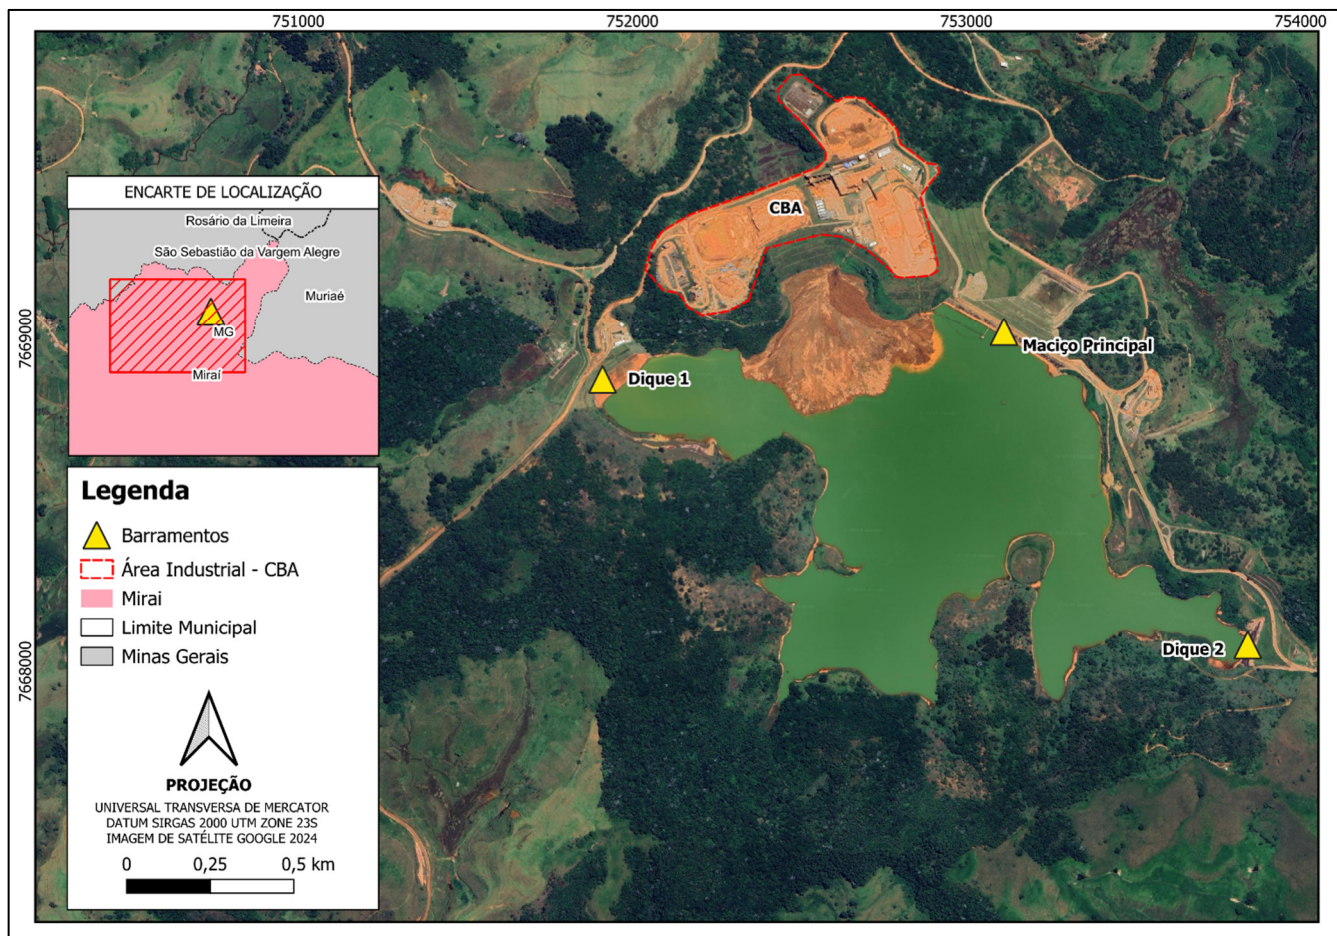 751000
752000
753000
754000
7669000
7668000
ENCARTE DE LOCALIZAÇÃO
Rosário da Limeira
São Sebastião da Vargem Alegre
Muriaé
MG
Miraí
CBA
Maciço Principal
Dique 1
Dique 2
Legenda
Barramentos
Área Industrial - CBA
Mirai
Limite Municipal
Minas Gerais
PROJEÇÃO
UNIVERSAL TRANSVERSA DE MERCATOR
DATUM SIRGAS 2000 UTM ZONE 23S
IMAGEM DE SATÉLITE GOOGLE 2024
0 0,25 0,5 km